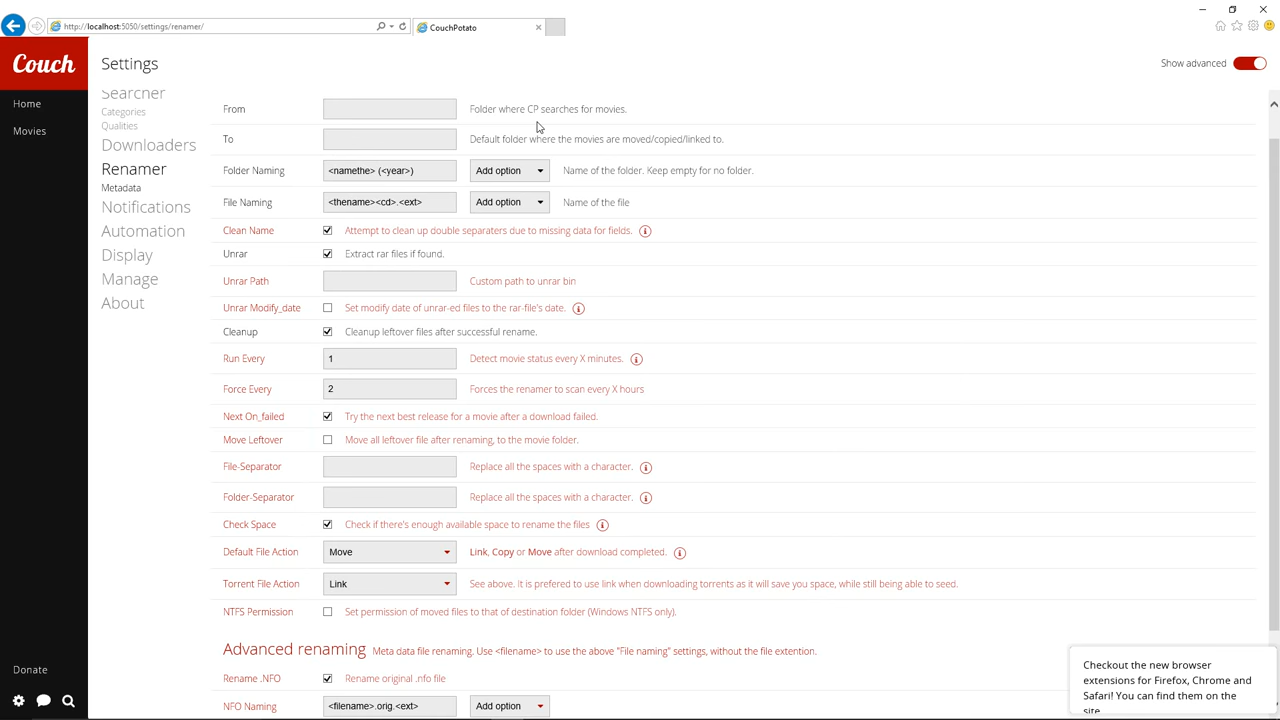 http://localhost:5050/settings/renamer/
CouchPotato
Couch
Settings
Show advanced
Home
Movies
Searcher
Categories
Qualities
Downloaders
Renamer
Metadata
Notifications
Automation
Display
Manage
About
From
Folder where CP searches for movies.
To
Default folder where the movies are moved/copied/linked to.
Folder Naming
<namethe> (<year>)
Add option
Name of the folder. Keep empty for no folder.
File Naming
<thename><cd>.<ext>
Add option
Name of the file
Clean Name
Attempt to clean up double separaters due to missing data for fields.
Unrar
Extract rar files if found.
Unrar Path
Custom path to unrar bin
Unrar Modify_date
Set modify date of unrar-ed files to the rar-file's date.
Cleanup
Cleanup leftover files after successful rename.
Run Every
1
Detect movie status every X minutes.
Force Every
2
Forces the renamer to scan every X hours
Next On_failed
Try the next best release for a movie after a download failed.
Move Leftover
Move all leftover file after renaming, to the movie folder.
File-Separator
Replace all the spaces with a character.
Folder-Separator
Replace all the spaces with a character.
Check Space
Check if there's enough available space to rename the files
Default File Action
Move
Link, Copy or Move after download completed.
Torrent File Action
Link
See above. It is prefered to use link when downloading torrents as it will save you space, while still being able to seed.
NTFS Permission
Set permission of moved files to that of destination folder (Windows NTFS only).
Advanced renaming
Meta data file renaming. Use <filename> to use the above "File naming" settings, without the file extention.
Rename .NFO
Rename original .nfo file
NFO Naming
<filename>.orig.<ext>
Add option
Donate
Checkout the new browser
extensions for Firefox, Chrome and
Safari! You can find them on the
site.